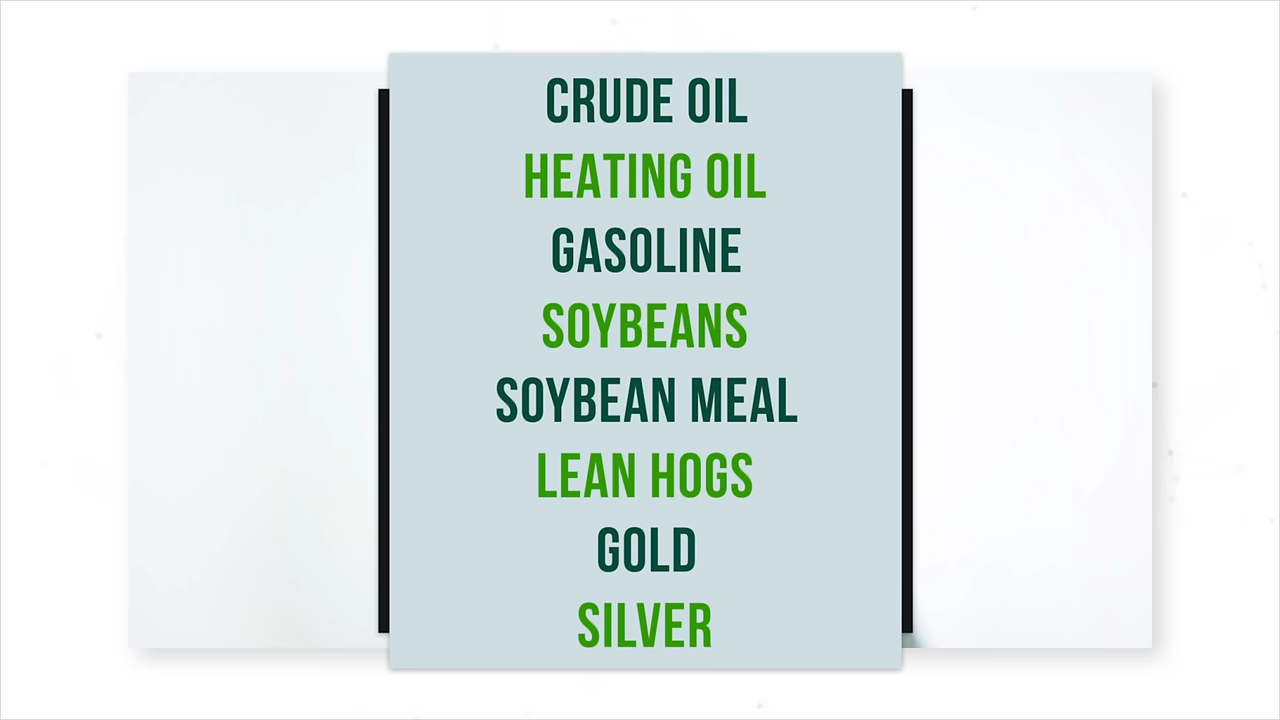 CRUDE OIL
HEATING OIL
GASOLINE
SOYBEANS
SOYBEAN MEAL
LEAN HOGS
GOLD
SILVER